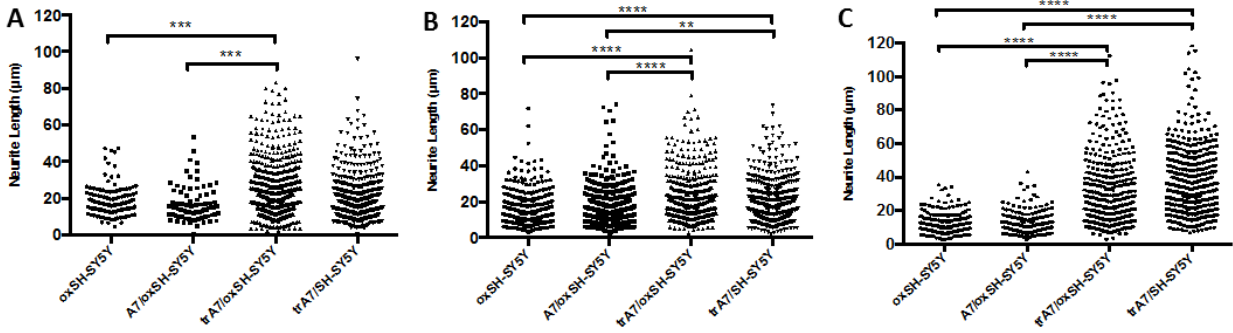 A
Neurite Length (µm)
120
100
80
60
40
20
0
***
***
oxSH-SY5Y
A7/oxSH-SY5Y
trA7/oxSH-SY5Y
trA7/SH-SY5Y
B
Neurite Length (µm)
120
100
80
60
40
20
0
****
**
****
****
oxSH-SY5Y
A7/oxSH-SY5Y
trA7/oxSH-SY5Y
trA7/SH-SY5Y
C
Neurite Length (µm)
120
100
80
60
40
20
0
****
****
****
****
oxSH-SY5Y
A7/oxSH-SY5Y
trA7/oxSH-SY5Y
trA7/SH-SY5Y